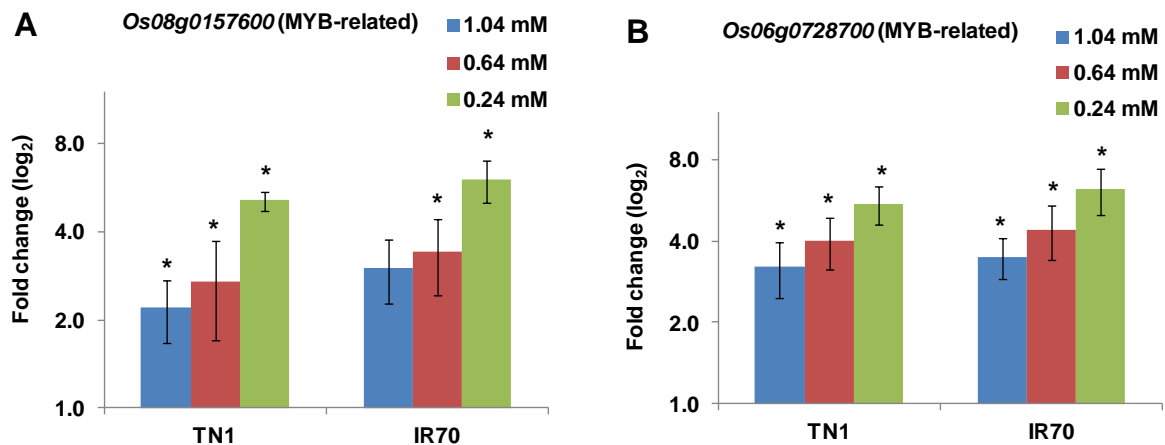 A
Os08g0157600 (MYB-related)
1.04 mM
0.64 mM
0.24 mM
Fold change (log2)
8.0
4.0
2.0
1.0
*
*
*
*
*
TN1
IR70
B
Os06g0728700 (MYB-related)
1.04 mM
0.64 mM
0.24 mM
Fold change (log2)
8.0
4.0
2.0
1.0
*
*
*
*
*
*
TN1
IR70